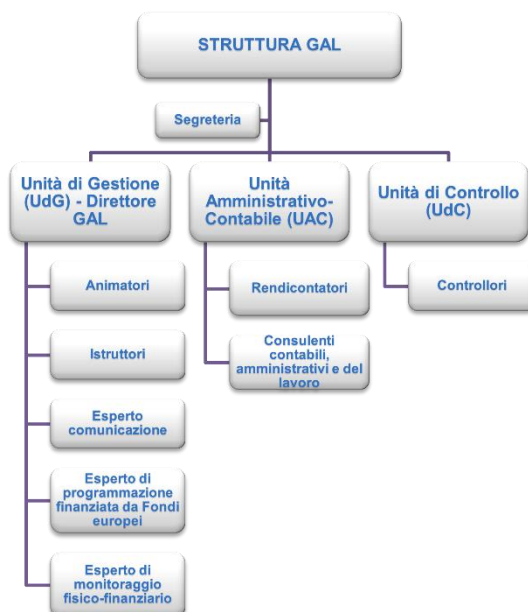 STRUTTURA GAL
Segreteria
Unità di Gestione
(UdG) - Direttore
GAL
Unità
Amministrativo-
Contabile (UAC)
Unità di Controllo
(UdC)
Animatori
Istruttori
Esperto
comunicazione
Esperto di
programmazione
finanziata da Fondi
europei
Esperto di
monitoraggio
fisico-finanziario
Rendicontatori
Consulenti
contabili,
amministrativi e del
lavoro
Controllori